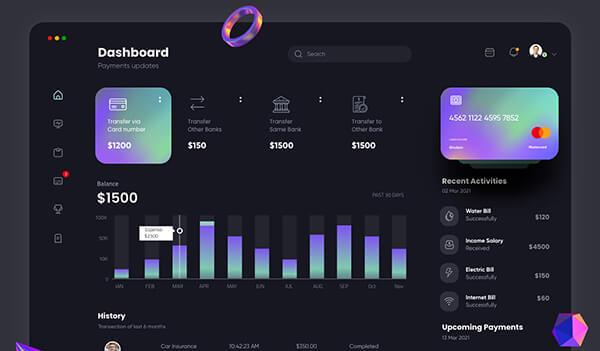 Dashboard
Payments updates
Search
Transfer via
Card number
$1200
Transfer
Other Banks
$150
Transfer
Same Bank
$1500
Transfer to
Other Bank
$1500
4562 1122 4595 7852
Mastercard
Balance
$1500
PAST 30 DAYS
Expense
$2500
JAN FEB MAR APR MAY JUN JUL AUG SEP Oct Nov
Recent Activities
02 Mar 2021
Water Bill
Successfully
$120
Income Salary
Received
$4500
Electric Bill
Successfully
$150
Internet Bill
Successfully
$60
Upcoming Payments
13 Mar 2021
History
Transection of last 6 months
Car Insurance 10:42:23 AM $350.00 Completed